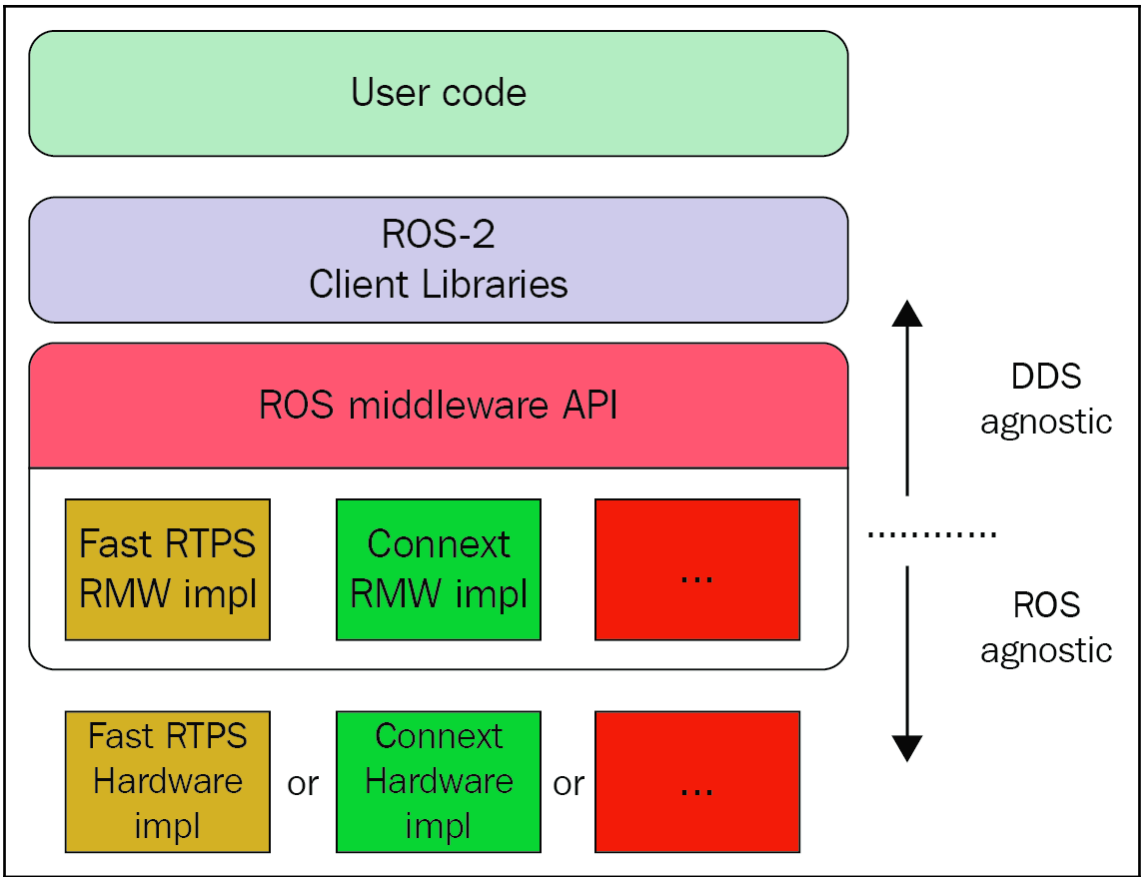 User code
ROS-2
Client Libraries
ROS middleware API
DDS
agnostic
Fast RTPS
RMW impl
Connext
RMW impl
...
.............
ROS
agnostic
Fast RTPS
Hardware
impl
or
Connext
Hardware
impl
or
...